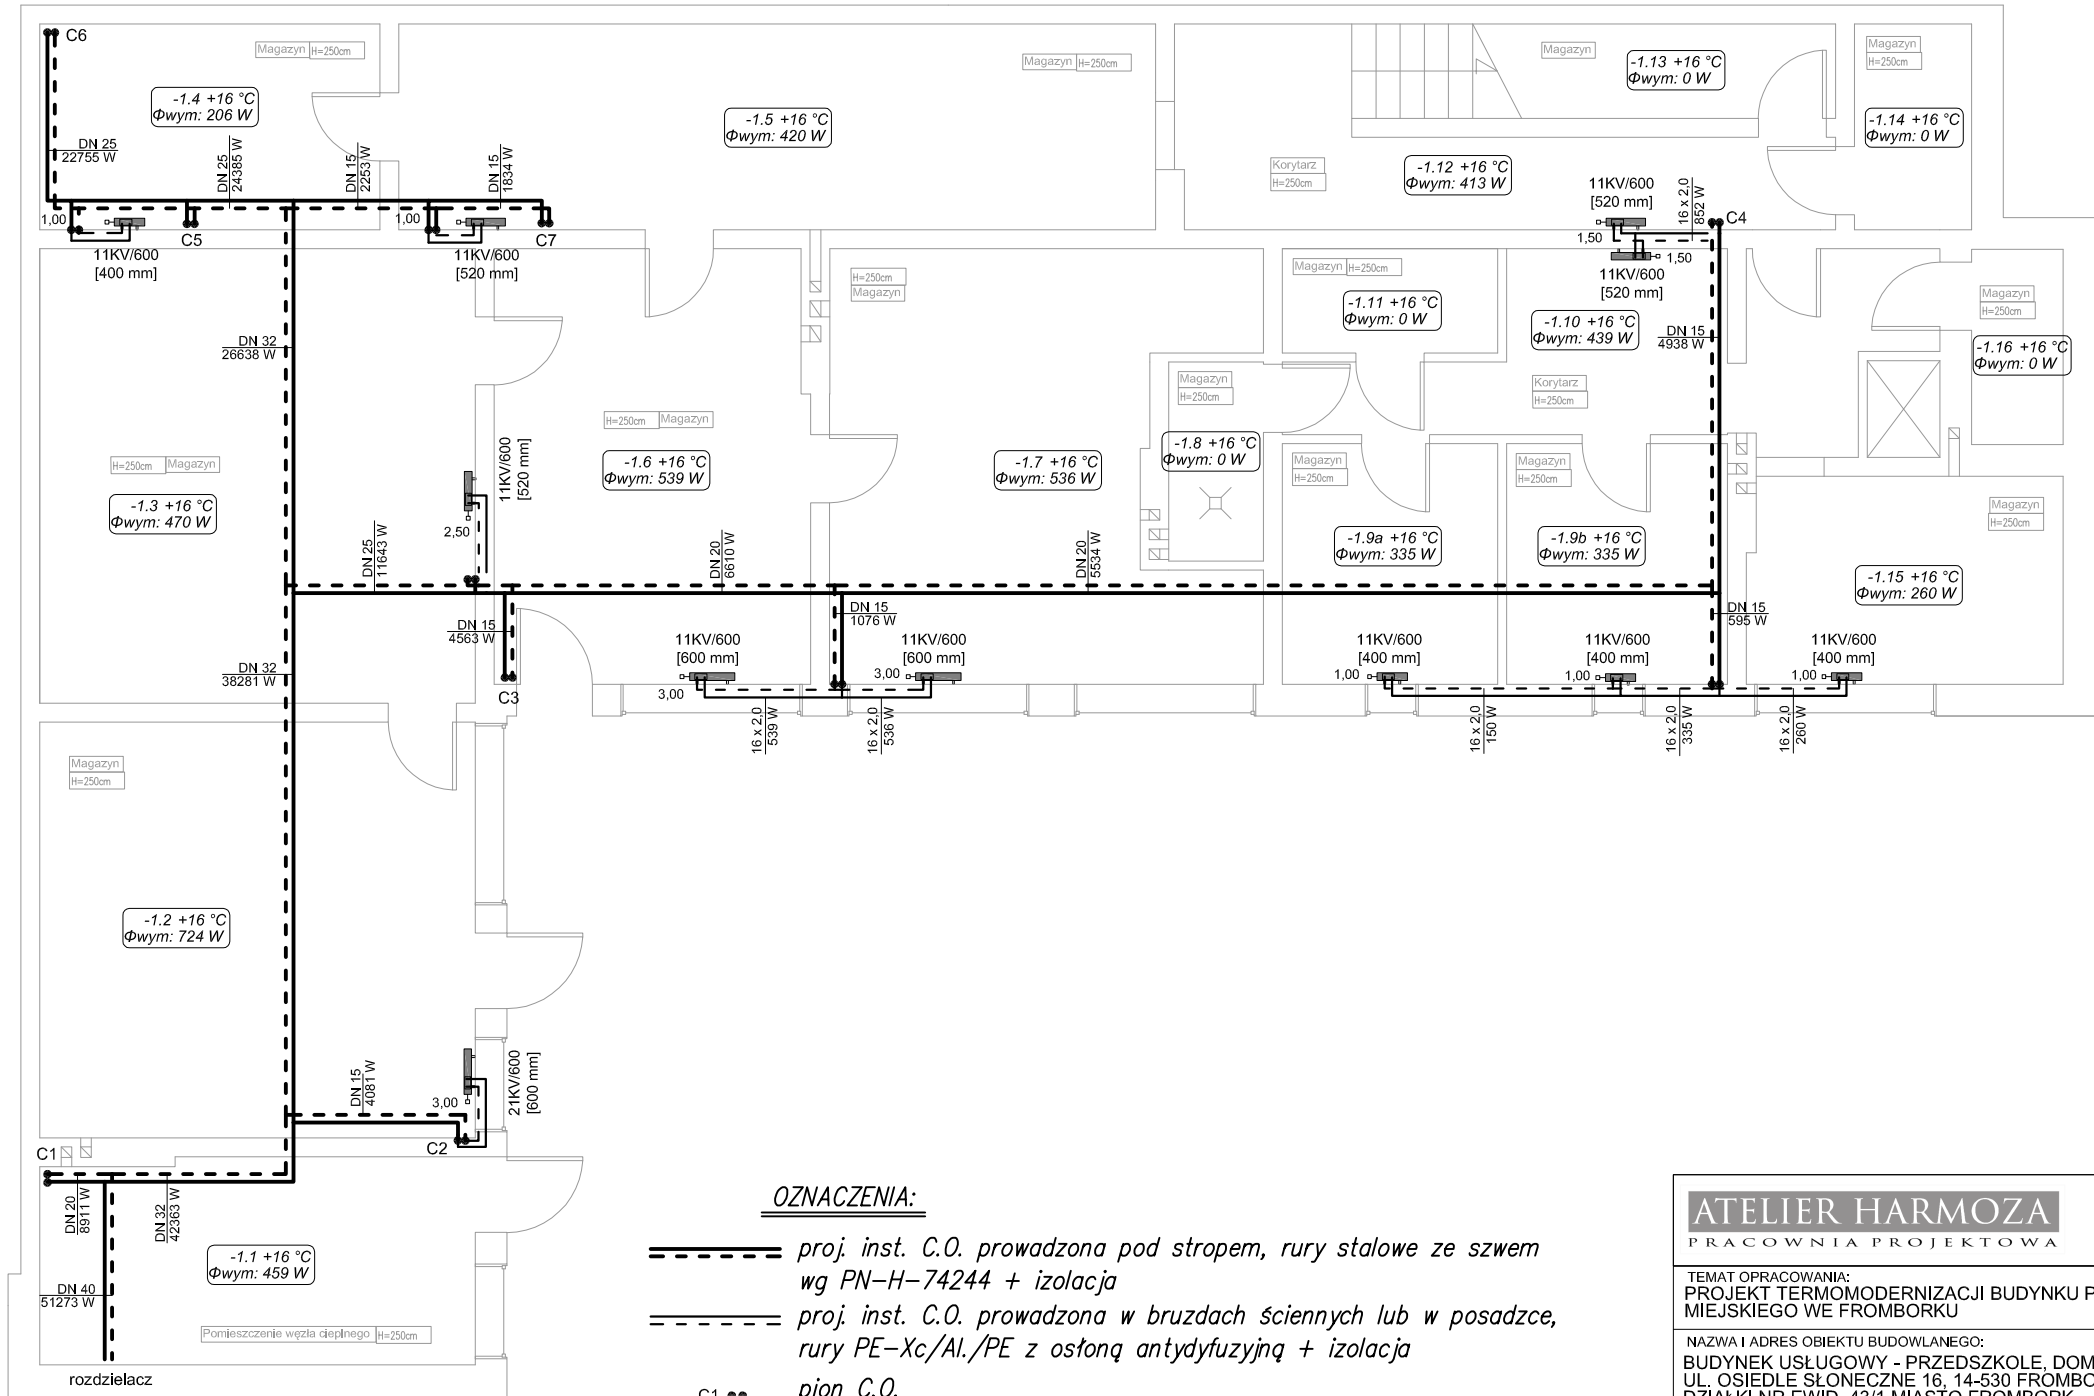 C6
Magazyn H=250cm
-1.4 +16 °C
Φwym: 206 W
DN 25
22755 W
DN 25
24385 W
DN 15
2253 W
DN 15
1834 W
1,00
11KV/600
[400 mm]
C5
1,00
11KV/600
[520 mm]
C7
Magazyn H=250cm
-1.5 +16 °C
Φwym: 420 W
Magazyn
-1.13 +16 °C
Φwym: 0 W
Magazyn
H=250cm
-1.14 +16 °C
Φwym: 0 W
Korytarz
H=250cm
-1.12 +16 °C
Φwym: 413 W
11KV/600
[520 mm]
16 x 2,0
852 W
C4
1,50
1,50
11KV/600
[520 mm]
H=250cm
Magazyn
Magazyn H=250cm
-1.11 +16 °C
Φwym: 0 W
-1.10 +16 °C
Φwym: 439 W
DN 15
4938 W
Magazyn
H=250cm
-1.16 +16 °C
Φwym: 0 W
DN 32
26638 W
Magazyn
H=250cm
Korytarz
H=250cm
H=250cm Magazyn
H=250cm Magazyn
11KV/600
[520 mm]
2,50
-1.6 +16 °C
Φwym: 539 W
-1.7 +16 °C
Φwym: 536 W
-1.8 +16 °C
Φwym: 0 W
Magazyn
H=250cm
Magazyn
H=250cm
-1.3 +16 °C
Φwym: 470 W
Magazyn
H=250cm
DN 25
11643 W
DN 20
6610 W
DN 20
5534 W
-1.9a +16 °C
Φwym: 335 W
-1.9b +16 °C
Φwym: 335 W
-1.15 +16 °C
Φwym: 260 W
DN 15
4563 W
C3
DN 15
1076 W
DN 15
595 W
11KV/600
[600 mm]
3,00
11KV/600
[600 mm]
3,00
11KV/600
[400 mm]
1,00
11KV/600
[400 mm]
1,00
11KV/600
[400 mm]
1,00
DN 32
38281 W
16 x 2,0
539 W
16 x 2,0
536 W
16 x 2,0
150 W
16 x 2,0
335 W
16 x 2,0
260 W
Magazyn
H=250cm
-1.2 +16 °C
Φwym: 724 W
DN 15
4081 W
3,00
21KV/600
[600 mm]
C2
C1
DN 20
8911 W
DN 32
42363 W
-1.1 +16 °C
Φwym: 459 W
DN 40
51273 W
Pomieszczenie węzła cieplnego H=250cm
rozdzielacz
OZNACZENIA:
proj. inst. C.O. prowadzona pod stropem, rury stalowe ze szwem
wg PN-H-74244 + izolacja
proj. inst. C.O. prowadzona w bruzdach ściennych lub w posadzce,
rury PE-Xc/Al./PE z osłoną antydyfuzyjną + izolacja
C1 pion C.O.
ATELIER HARMOZA
PRACOWNIA PROJEKTOWA
TEMAT OPRACOWANIA:
PROJEKT TERMOMODERNIZACJI BUDYNKU P
MIEJSKIEGO WE FROMBORKU
NAZWA I ADRES OBIEKTU BUDOWLANEGO:
BUDYNEK USŁUGOWY - PRZEDSZKOLE, DOM
UL. OSIEDLE SŁONECZNE 16, 14-530 FROMBO
DZIAŁKI NR EWID. 43/1 MIASTO FROMBORK